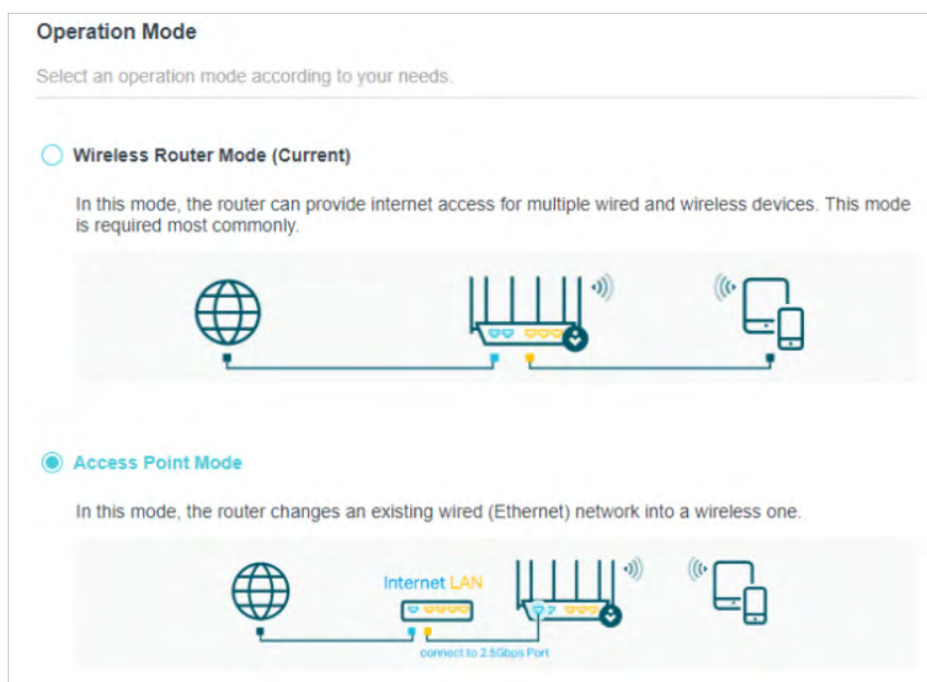 Operation Mode
Select an operation mode according to your needs.
Wireless Router Mode (Current)
In this mode, the router can provide internet access for multiple wired and wireless devices. This mode
is required most commonly.
Access Point Mode
In this mode, the router changes an existing wired (Ethernet) network into a wireless one.
Internet LAN
connect to 2.5Gbps Port